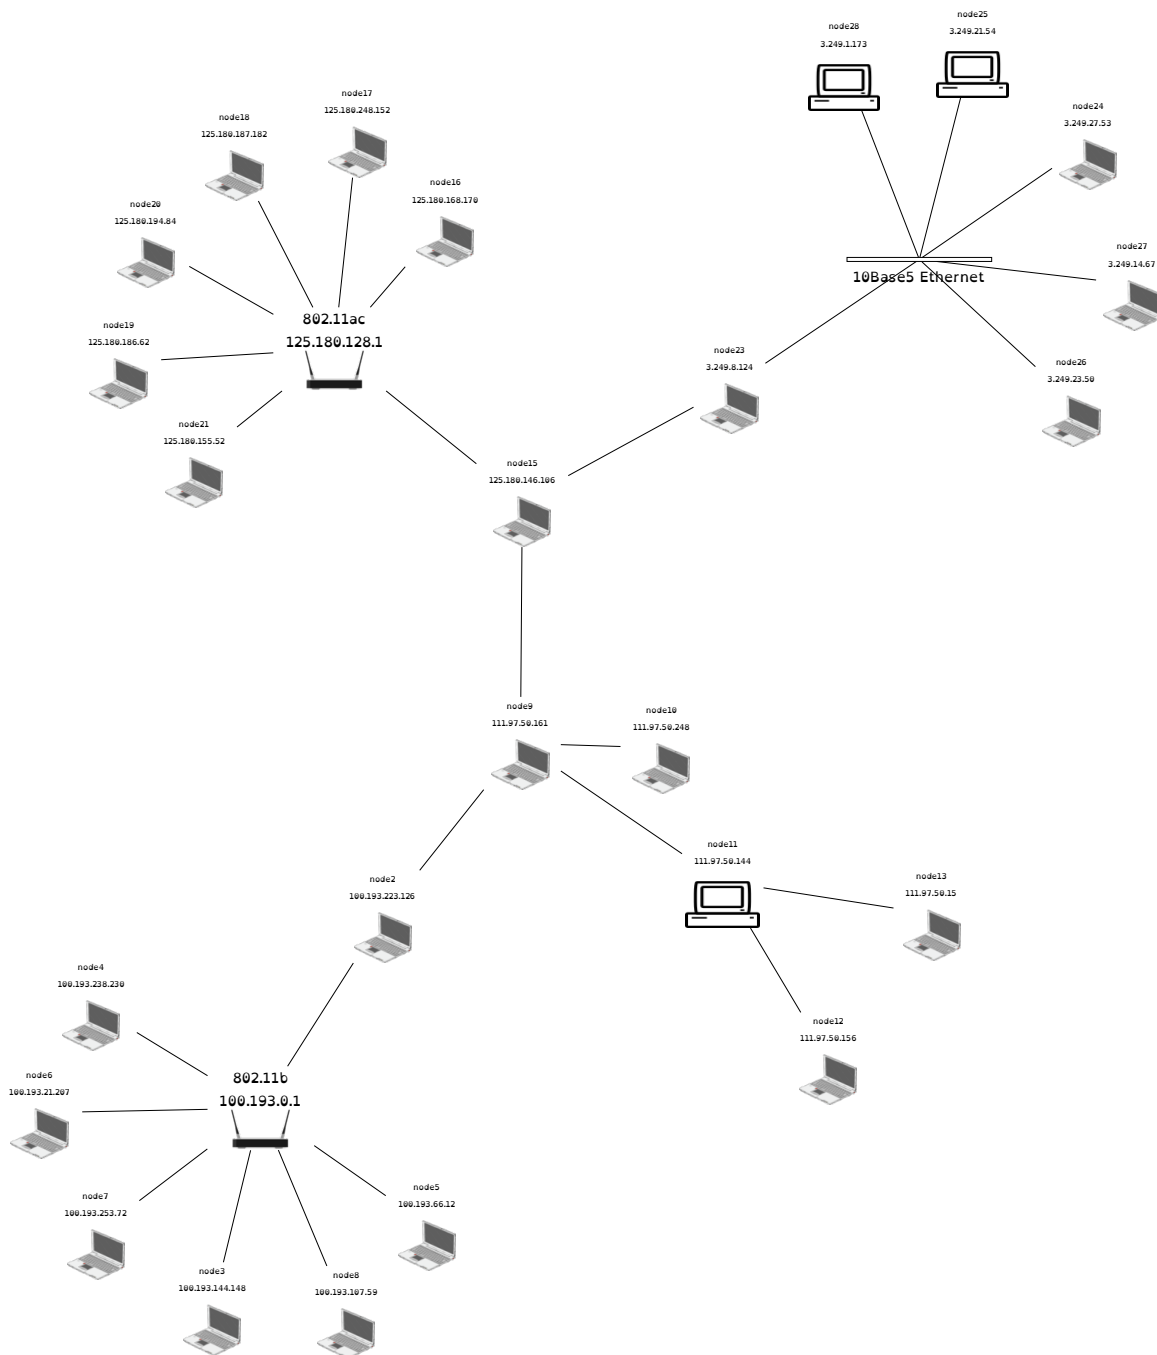 node28
3.249.1.173
node25
3.249.21.54
node17
125.180.248.152
node18
125.180.187.182
node24
3.249.27.53
node16
125.180.168.170
node20
125.180.194.84
node27
3.249.14.67
10Base5 Ethernet
802.11ac
125.180.128.1
node19
125.180.186.62
node23
3.249.8.124
node26
3.249.23.50
node21
125.180.155.52
node15
125.180.146.106
node9
111.97.50.161
node10
111.97.50.248
node11
111.97.50.144
node13
111.97.50.15
node2
100.193.223.126
node4
100.193.238.230
node12
111.97.50.156
node6
100.193.21.207
802.11b
100.193.0.1
node7
100.193.253.72
node5
100.193.66.12
node3
100.193.144.148
node8
100.193.107.59